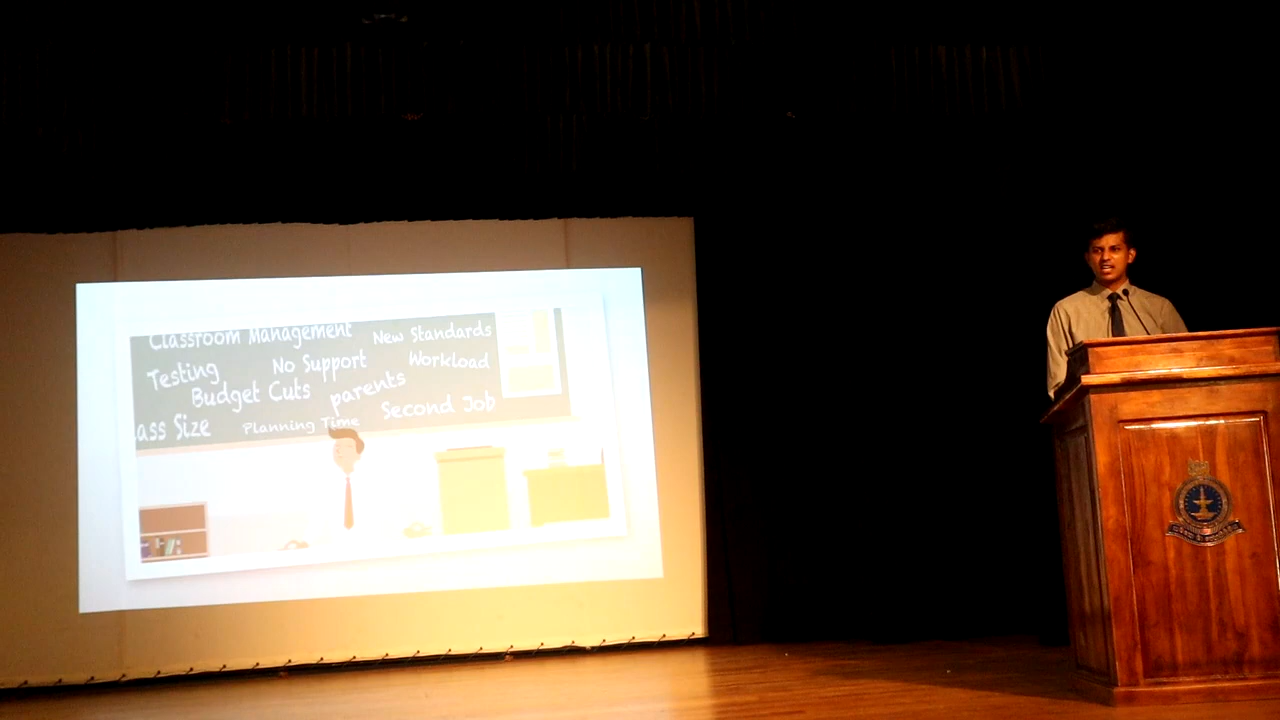 Classroom Management New Standards
Testing No Support Workload
Budget Cuts parents
ass Size Planning Time Second Job